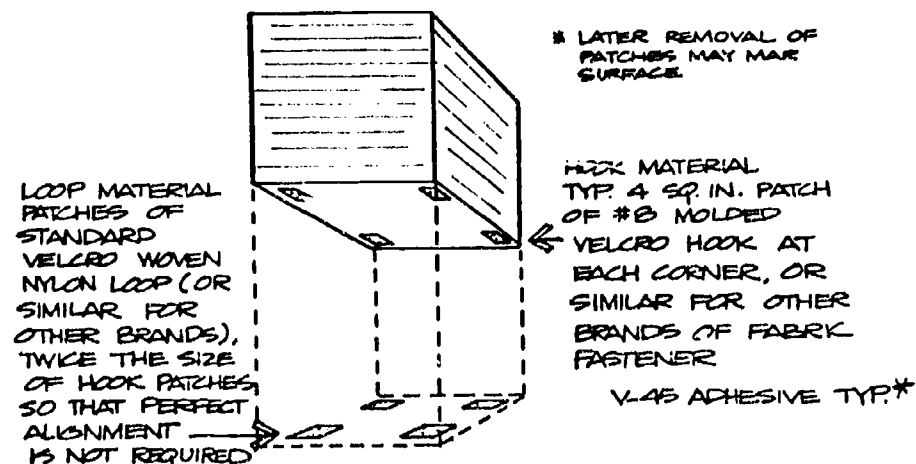 * LATER REMOVAL OF
PATCHES MAY MAR
SURFACE.
LOOP MATERIAL
PATCHES OF
STANDARD
VELCRO WOVEN
NYLON LOOP (OR
SIMILAR FOR
OTHER BRANDS),
TWICE THE SIZE
OF HOOK PATCHES,
SO THAT PERFECT
ALIGNMENT
IS NOT REQUIRED
HOOK MATERIAL
TYP. 4 SQ. IN. PATCH
OF #8 MOLDED
VELCRO HOOK AT
EACH CORNER, OR
SIMILAR FOR OTHER
BRANDS OF FABRIC
FASTENER
V-45 ADHESIVE TYP.*